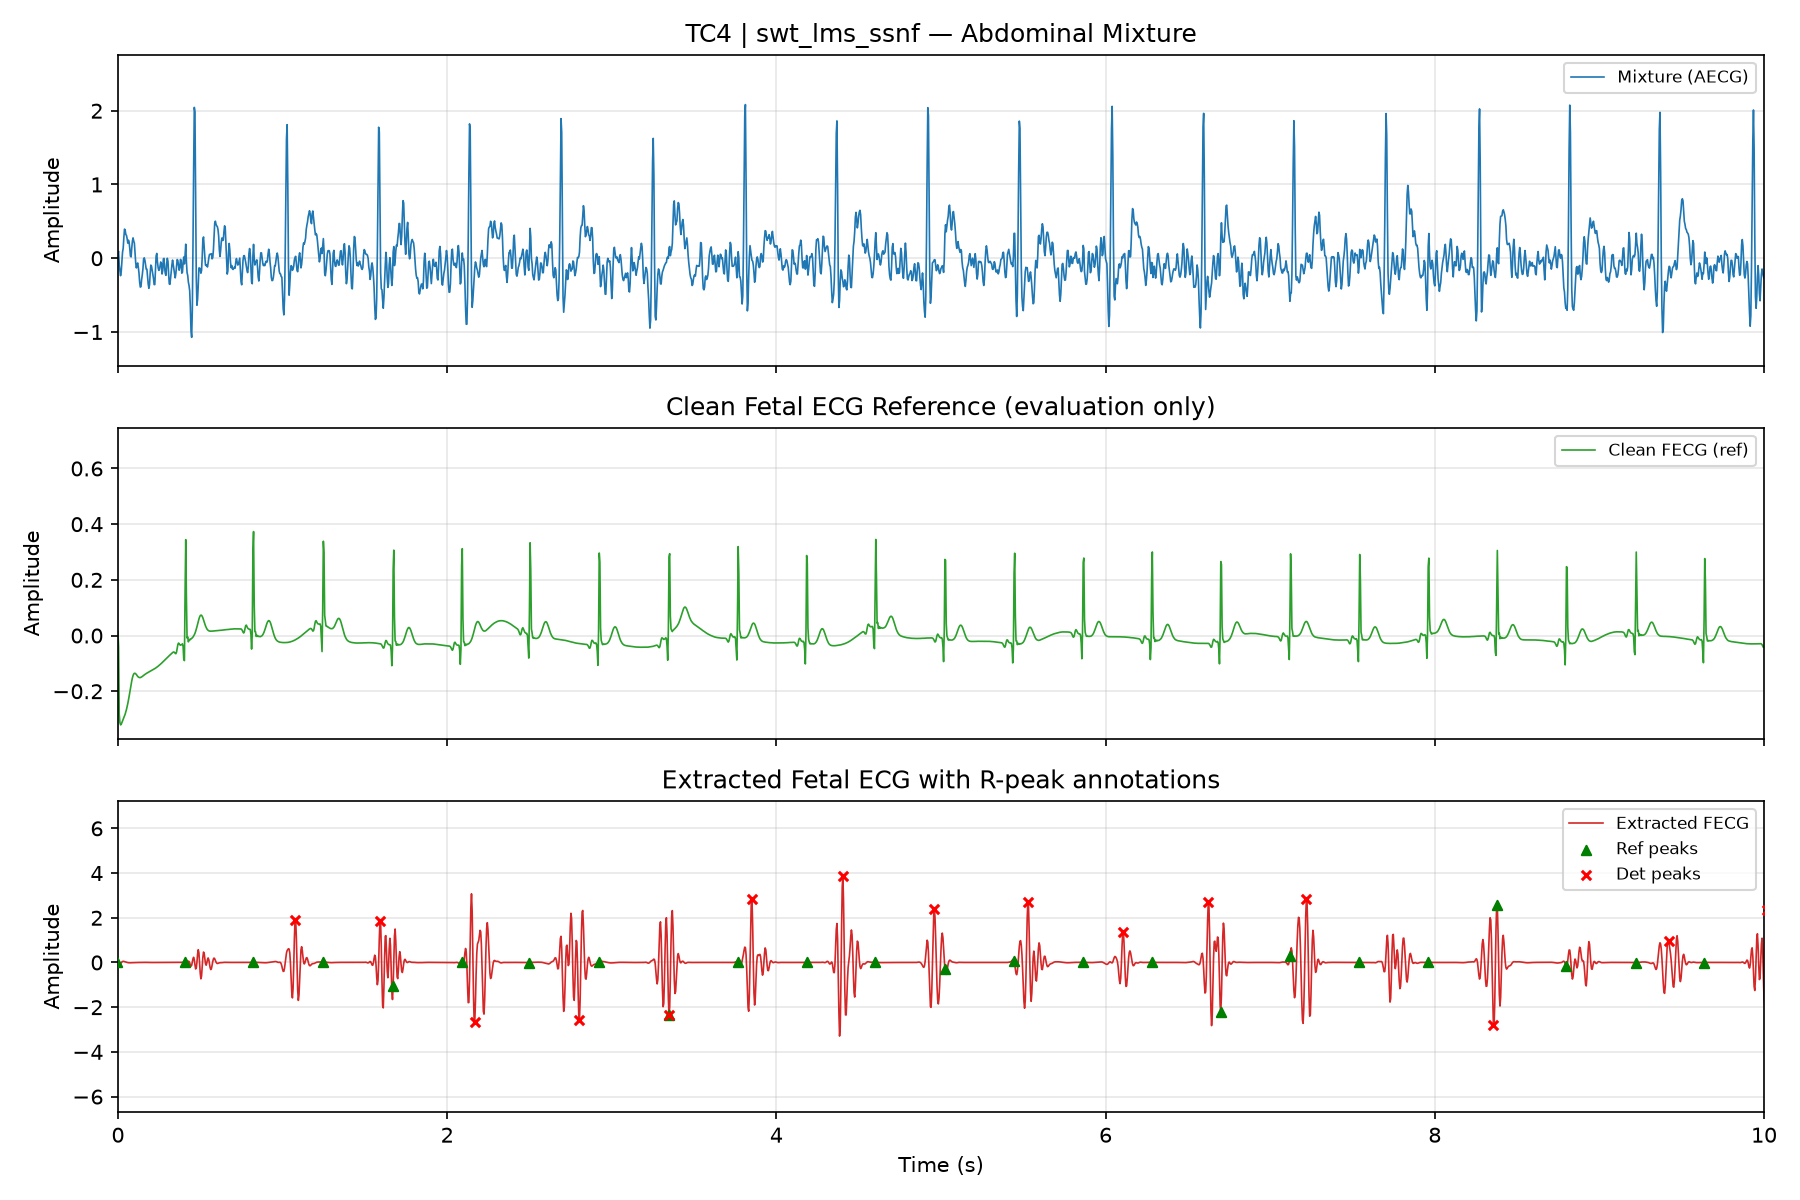 TC4 | swt_lms_ssnf — Abdominal Mixture
Mixture (AECG)
Amplitude
2
1
0
−1
Clean Fetal ECG Reference (evaluation only)
Clean FECG (ref)
Amplitude
0.6
0.4
0.2
0.0
−0.2
Extracted Fetal ECG with R-peak annotations
Extracted FECG
Ref peaks
Det peaks
Amplitude
6
4
2
0
−2
−4
−6
0 2 4 6 8 10
Time (s)